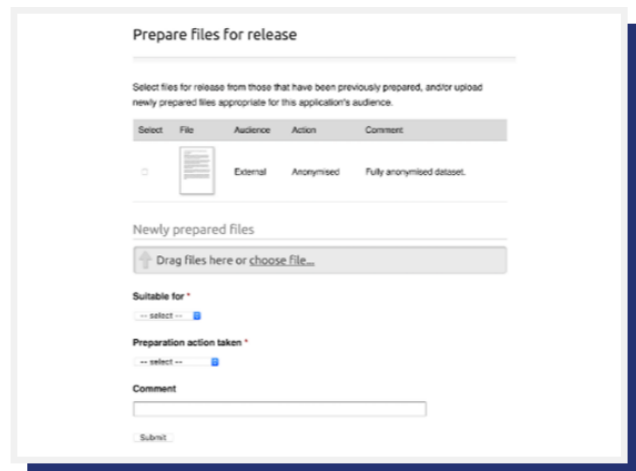 Prepare files for release
Select files for release from those that have been previously prepared, and/or upload
newly prepared files appropriate for this application's audience.
Select File Audience Action Comment
External Anonymised Fully anonymised dataset.
Newly prepared files
Drag files here or choose file...
Suitable for *
-- select --
Preparation action taken *
-- select --
Comment
Submit